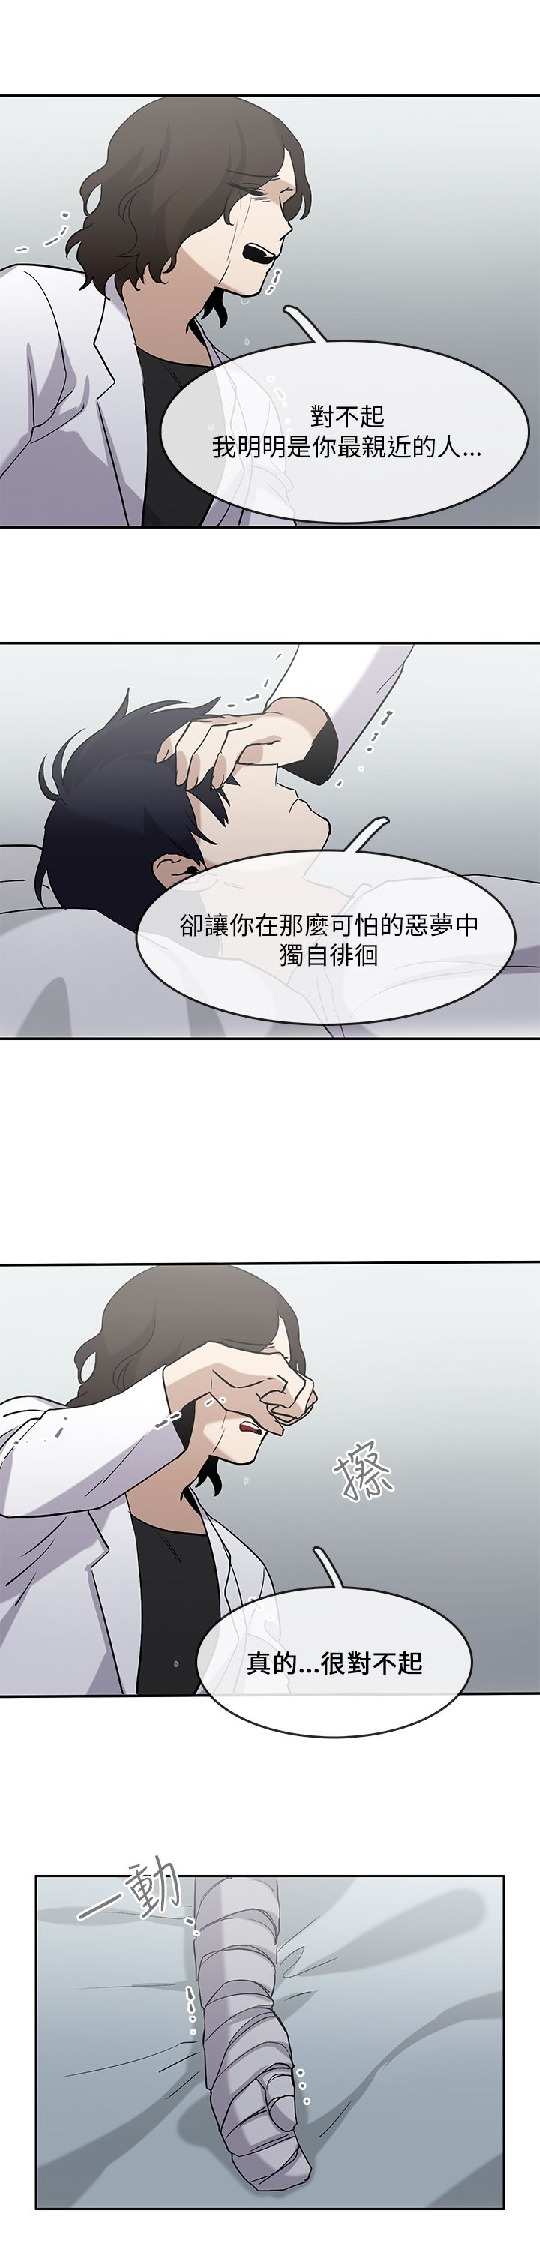 對不起
我明明是你最親近的人...
卻讓你在那麼可怕的惡夢中
獨自徘徊
擦
真的...很對不起
一動